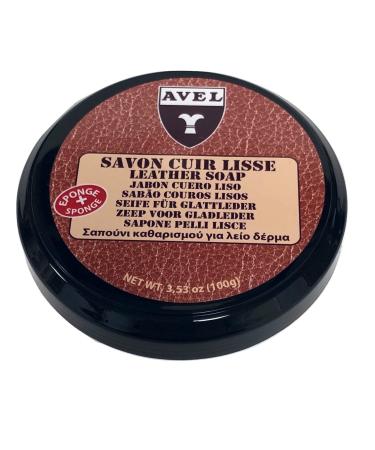 AVEL
SAVON CUIR LISSE
LEATHER SOAP
JABON CUERO LISO
SABÃO COUROS LISOS
SEIFE FÜR GLATTLEDER
ZEEP VOOR GLADLEDER
SAPONE PELLI LISCE
Σαπούνι καθαρισμού για λείο δέρμα
EPONGE
+
SPONGE
NET WT. 3,53 oz (100g)